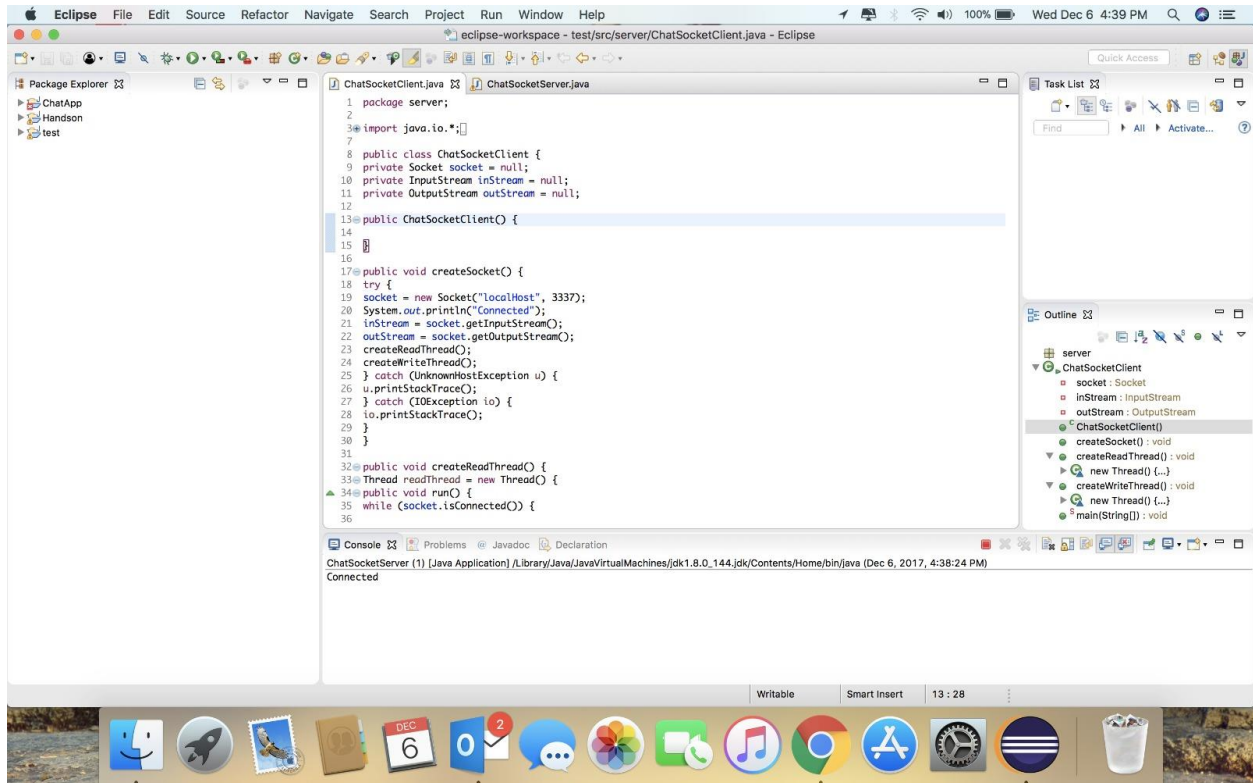 Eclipse File Edit Source Refactor Navigate Search Project Run Window Help 100% Wed Dec 6 4:39 PM
eclipse-workspace - test/src/server/ChatSocketClient.java - Eclipse
Quick Access
Package Explorer
ChatApp
Handson
test
ChatSocketClient.java ChatSocketServer.java
1 package server;
2
3 import java.io.*;
7
8 public class ChatSocketClient {
9 private Socket socket = null;
10 private InputStream inStream = null;
11 private OutputStream outStream = null;
12
13 public ChatSocketClient() {
14
15 }
16
17 public void createSocket() {
18 try {
19 socket = new Socket("localHost", 3337);
20 System.out.println("Connected");
21 inStream = socket.getInputStream();
22 outStream = socket.getOutputStream();
23 createReadThread();
24 createWriteThread();
25 } catch (UnknownHostException u) {
26 u.printStackTrace();
27 } catch (IOException io) {
28 io.printStackTrace();
29 }
30 }
31
32 public void createReadThread() {
33 Thread readThread = new Thread() {
34 public void run() {
35 while (socket.isConnected()) {
36
Task List
Find All Activate...
Outline
server
ChatSocketClient
socket : Socket
inStream : InputStream
outStream : OutputStream
C ChatSocketClient()
createSocket() : void
createReadThread() : void
new Thread() {...}
createWriteThread() : void
new Thread() {...}
S main(String[]) : void
Console Problems @ Javadoc Declaration
ChatSocketServer (1) [Java Application] /Library/Java/JavaVirtualMachines/jdk1.8.0_144.jdk/Contents/Home/bin/java (Dec 6, 2017, 4:38:24 PM)
Connected
Writable Smart Insert 13 : 28
DEC
6
2